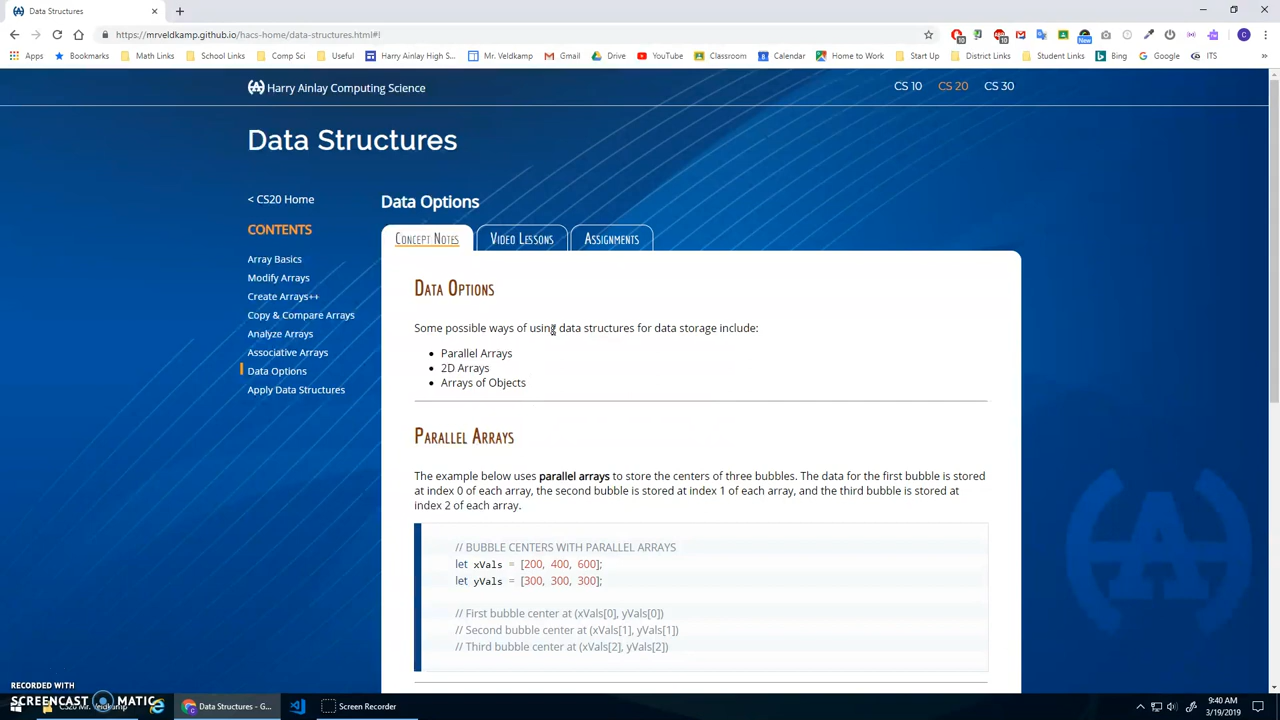 Data Structures
https://mrveldkamp.github.io/hacs-home/data-structures.html#!
Apps Bookmarks Math Links School Links Comp Sci Useful Harry Ainlay High S... Mr. Veldkamp Gmail Drive YouTube Classroom Calendar Home to Work Start Up District Links Student Links Bing Google ITS »
Harry Ainlay Computing Science
CS 10 CS 20 CS 30
Data Structures
< CS20 Home
CONTENTS
Array Basics
Modify Arrays
Create Arrays++
Copy & Compare Arrays
Analyze Arrays
Associative Arrays
Data Options
Apply Data Structures
Data Options
Concept Notes Video Lessons Assignments
Data Options
Some possible ways of using data structures for data storage include:
• Parallel Arrays
• 2D Arrays
• Arrays of Objects
Parallel Arrays
The example below uses parallel arrays to store the centers of three bubbles. The data for the first bubble is stored
at index 0 of each array, the second bubble is stored at index 1 of each array, and the third bubble is stored at
index 2 of each array.
// BUBBLE CENTERS WITH PARALLEL ARRAYS
let xVals = [200, 400, 600];
let yVals = [300, 300, 300];
// First bubble center at (xVals[0], yVals[0])
// Second bubble center at (xVals[1], yVals[1])
// Third bubble center at (xVals[2], yVals[2])
RECORDED WITH
SCREENCAST MATIC
Data Structures - G...
Screen Recorder
9:40 AM
3/19/2019